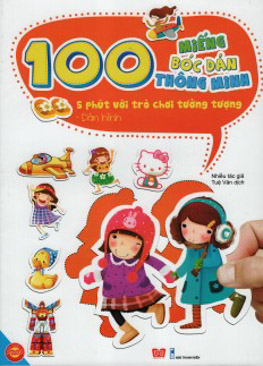 100
MIẾNG
BÓC DÁN
THÔNG MINH
5 phút với trò chơi tưởng tượng
- Dán hình
Nhiều tác giả
Tuệ Văn dịch